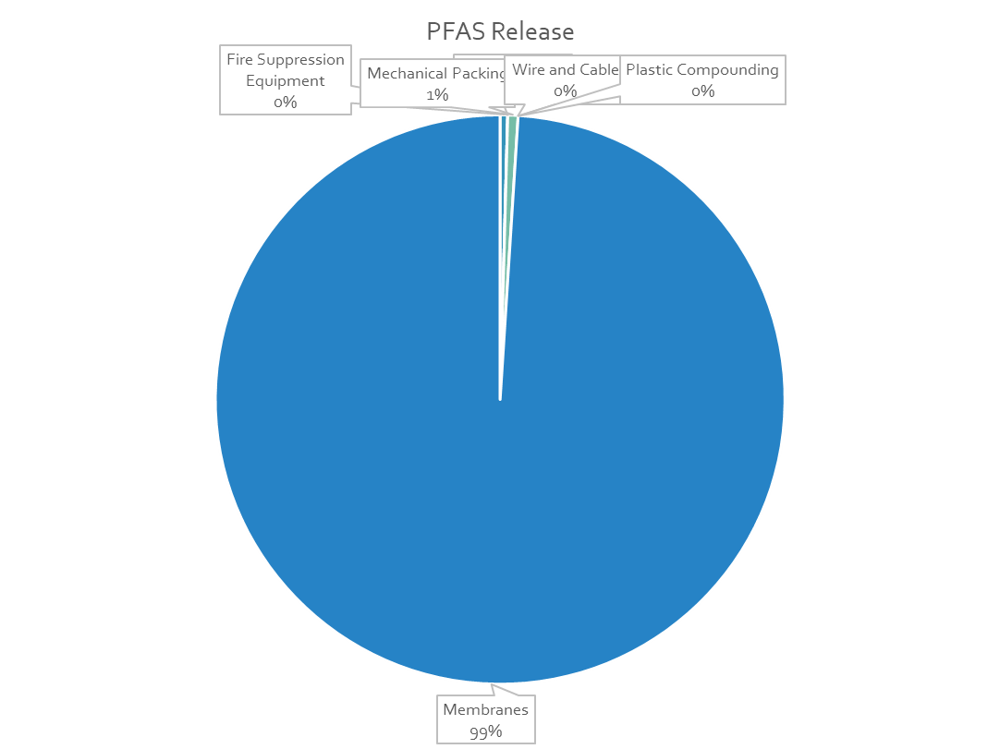 PFAS Release
Fire Suppression
Equipment
0%
Mechanical Packing
1%
Wire and Cable
0%
Plastic Compounding
0%
Membranes
99%